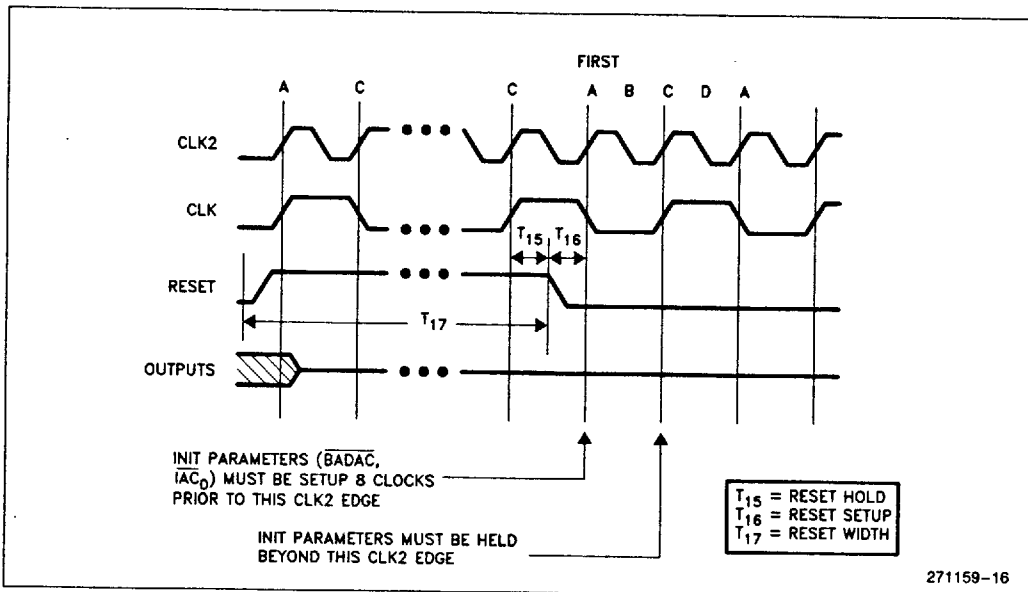 FIRST
A C C A B C D A
CLK2
CLK
T15 T16
RESET
T17
OUTPUTS
INIT PARAMETERS (BADAC,
IAC0) MUST BE SETUP 8 CLOCKS
PRIOR TO THIS CLK2 EDGE
INIT PARAMETERS MUST BE HELD
BEYOND THIS CLK2 EDGE
T15 = RESET HOLD
T16 = RESET SETUP
T17 = RESET WIDTH
271159-16